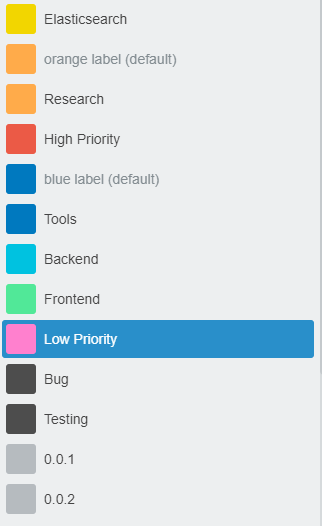 Elasticsearch
orange label (default)
Research
High Priority
blue label (default)
Tools
Backend
Frontend
Low Priority
Bug
Testing
0.0.1
0.0.2